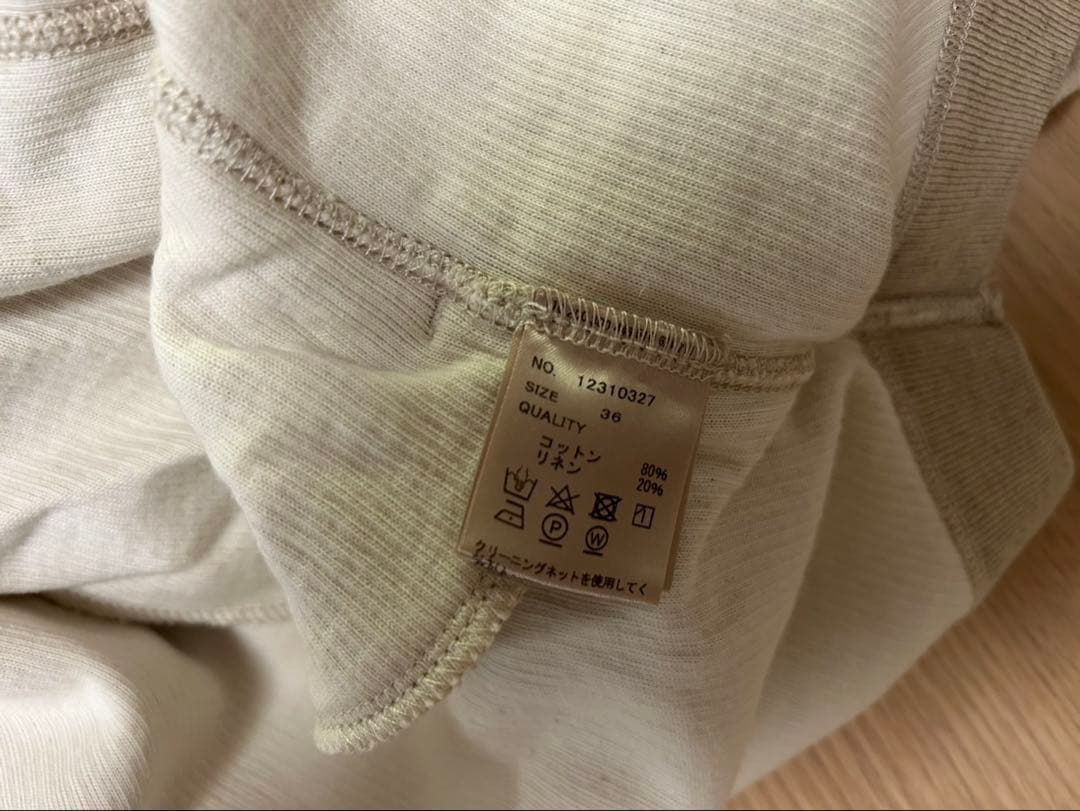 NO. 12310327
SIZE 36
QUALITY
コットン 80%
リネン 20%
P W
クリーニングネットを使用してく